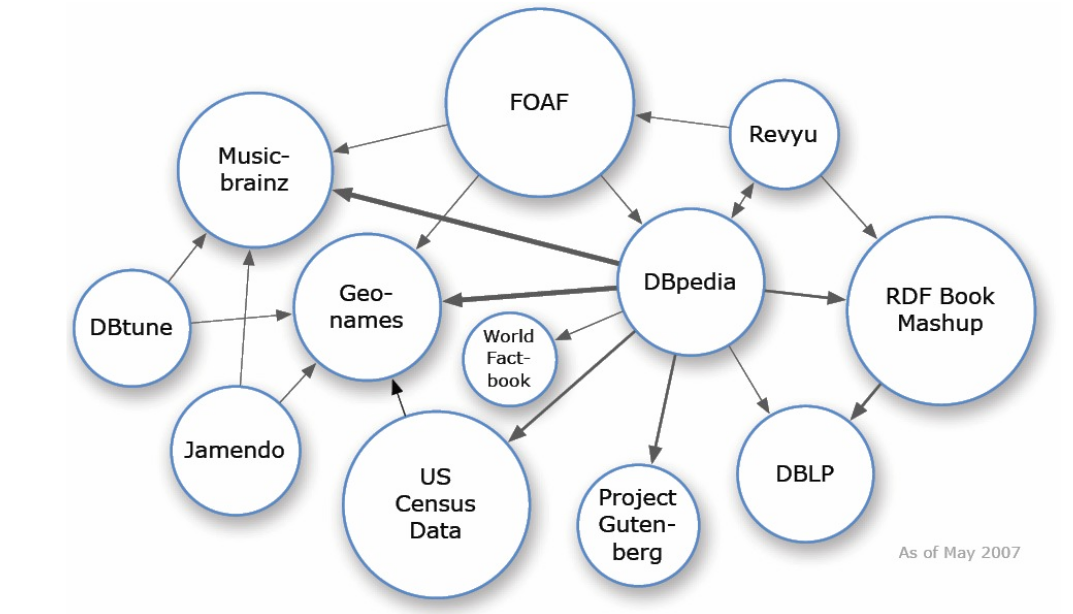 FOAF
Revyu
Music-
brainz
DBpedia
Geo-
names
RDF Book
Mashup
DBtune
World
Fact-
book
Jamendo
US
Census
Data
DBLP
Project
Guten-
berg
As of May 2007